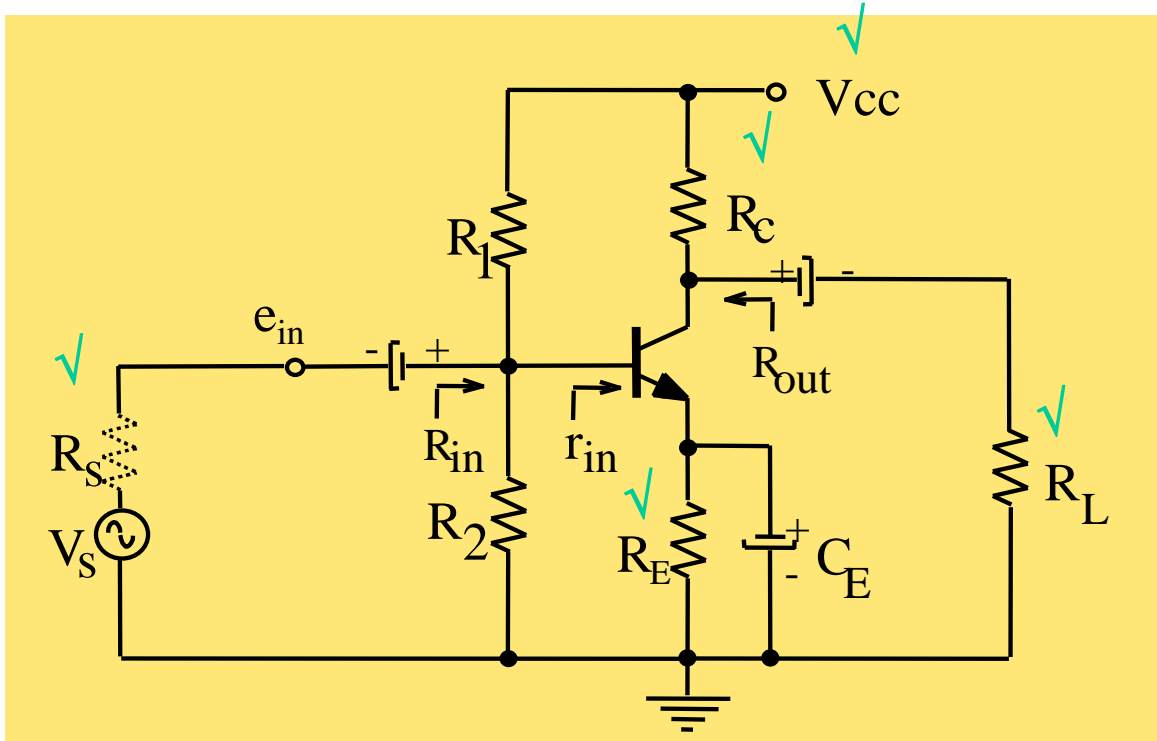 √
Vcc
√
Rc
R1
+ -
ein
- +
√
Rout
Rin
rin
√
RS
RL
R2
√
VS
RE
+
CE
-